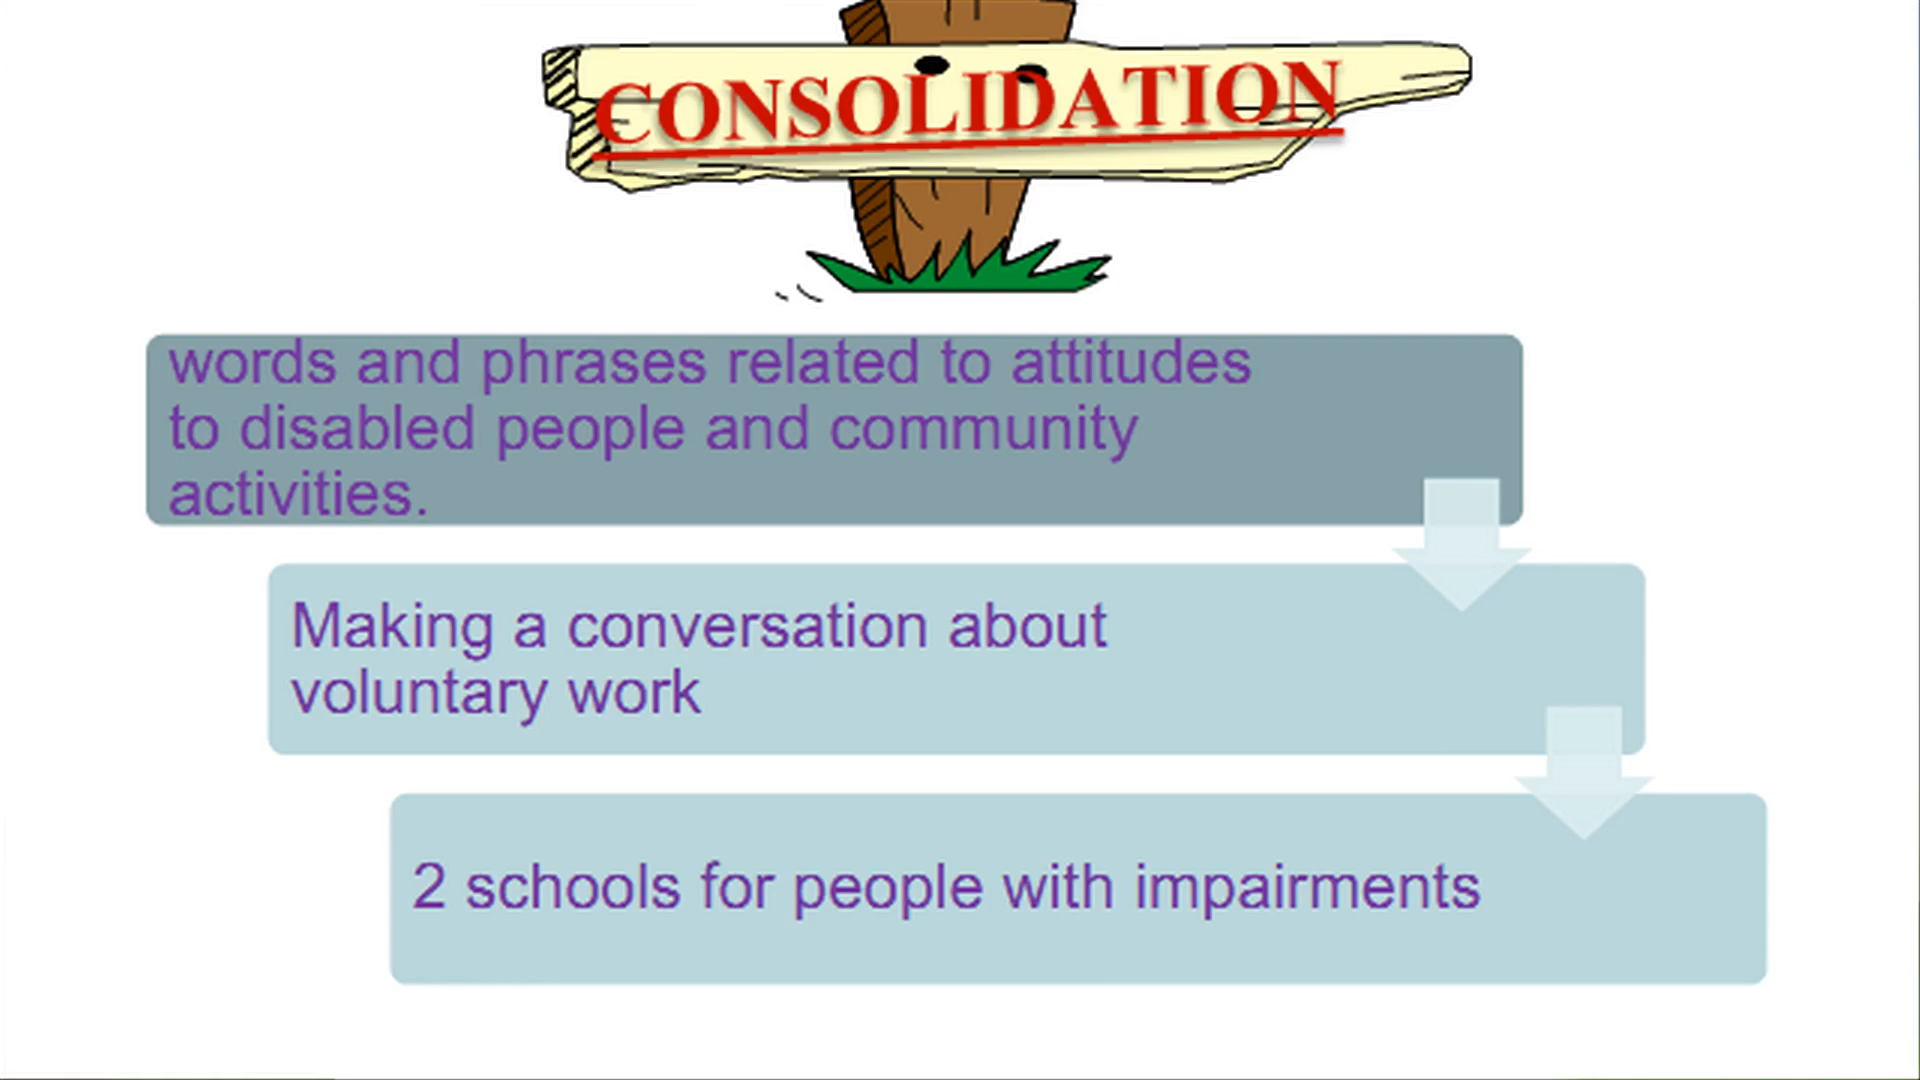 CONSOLIDATION
words and phrases related to attitudes
to disabled people and community
activities.
Making a conversation about
voluntary work
2 schools for people with impairments